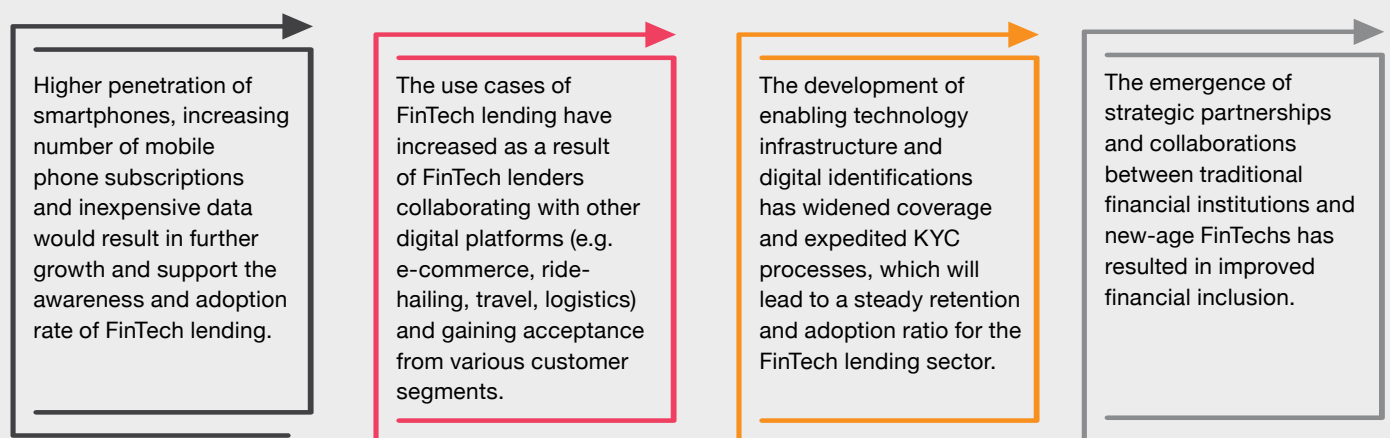 Higher penetration of
smartphones, increasing
number of mobile
phone subscriptions
and inexpensive data
would result in further
growth and support the
awareness and adoption
rate of FinTech lending.
The use cases of
FinTech lending have
increased as a result
of FinTech lenders
collaborating with other
digital platforms (e.g.
e-commerce, ride-
hailing, travel, logistics)
and gaining acceptance
from various customer
segments.
The development of
enabling technology
infrastructure and
digital identifications
has widened coverage
and expedited KYC
processes, which will
lead to a steady retention
and adoption ratio for the
FinTech lending sector.
The emergence of
strategic partnerships
and collaborations
between traditional
financial institutions and
new-age FinTechs has
resulted in improved
financial inclusion.